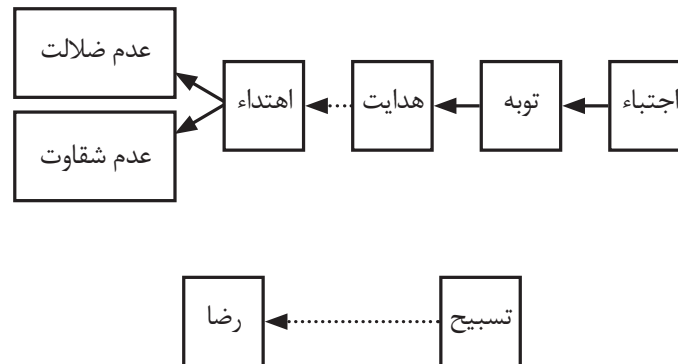 اجتباء
توبه
هدایت
اهتداء
عدم ضلالت
عدم شقاوت
تسبیح
رضا